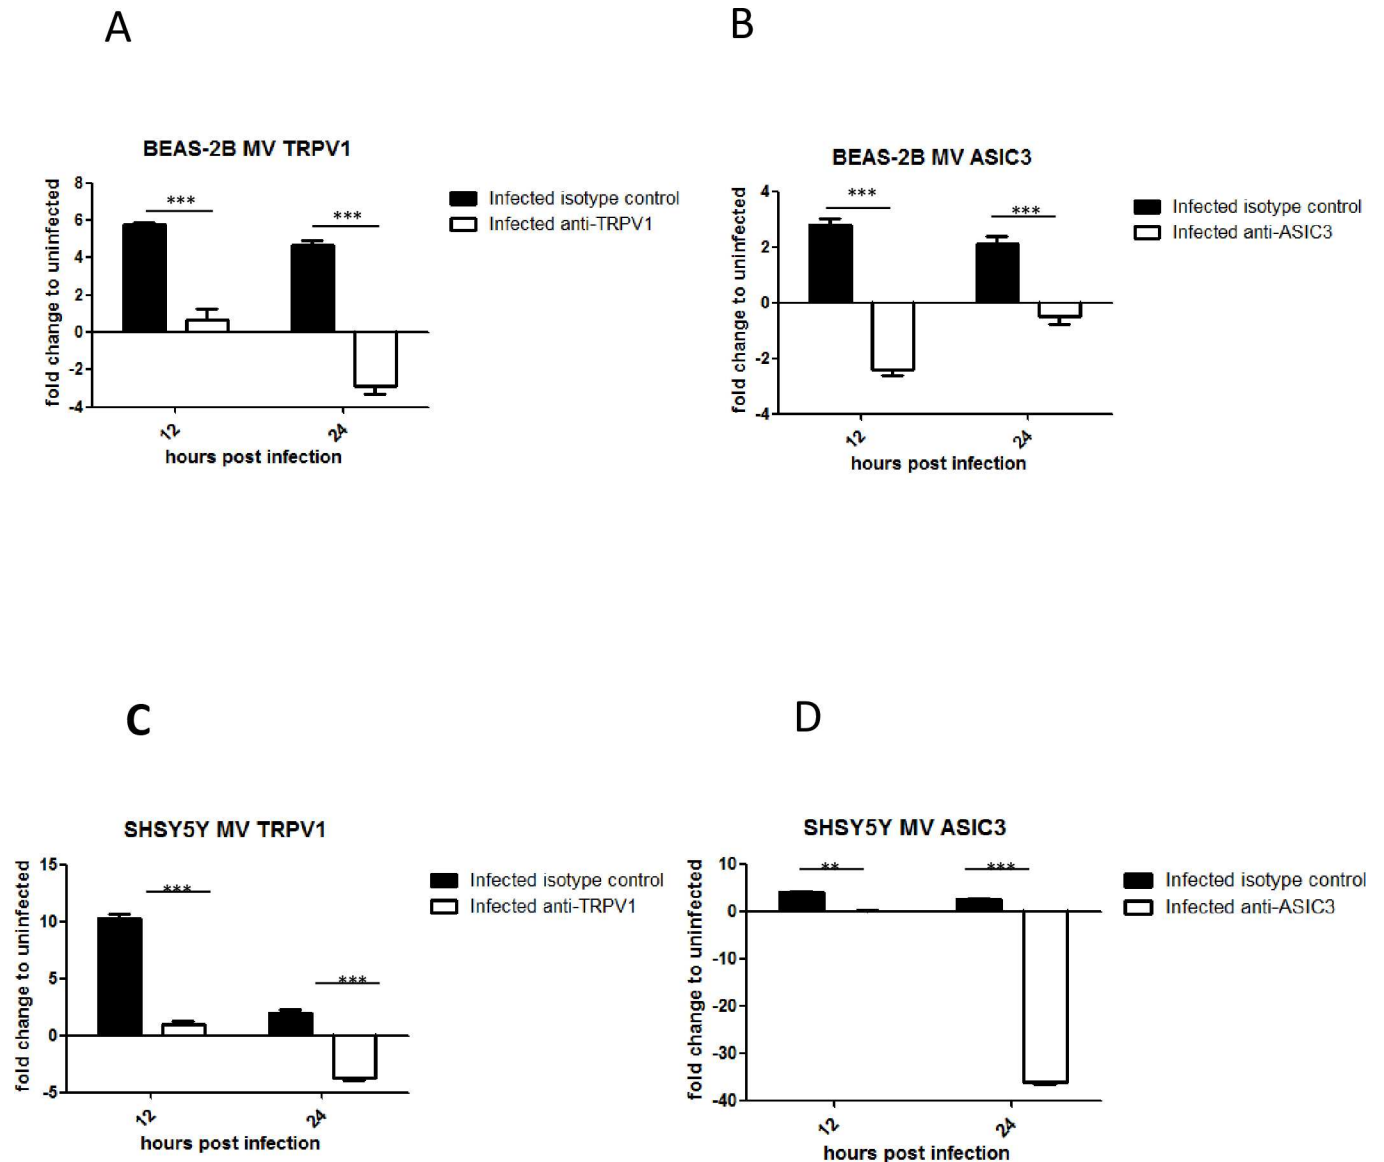 A
B
BEAS-2B MV TRPV1
fold change to uninfected
8
6
4
2
0
-2
-4
***
***
12
24
hours post infection
Infected isotype control
Infected anti-TRPV1
BEAS-2B MV ASIC3
fold change to uninfected
4
2
0
-2
-4
***
***
12
24
hours post infection
Infected isotype control
Infected anti-ASIC3
C
D
SHSY5Y MV TRPV1
fold change to uninfected
15
10
5
0
-5
***
***
12
24
hours post infection
Infected isotype control
Infected anti-TRPV1
SHSY5Y MV ASIC3
fold change to uninfected
10
0
-10
-20
-30
-40
**
***
12
24
hours post infection
Infected isotype control
Infected anti-ASIC3